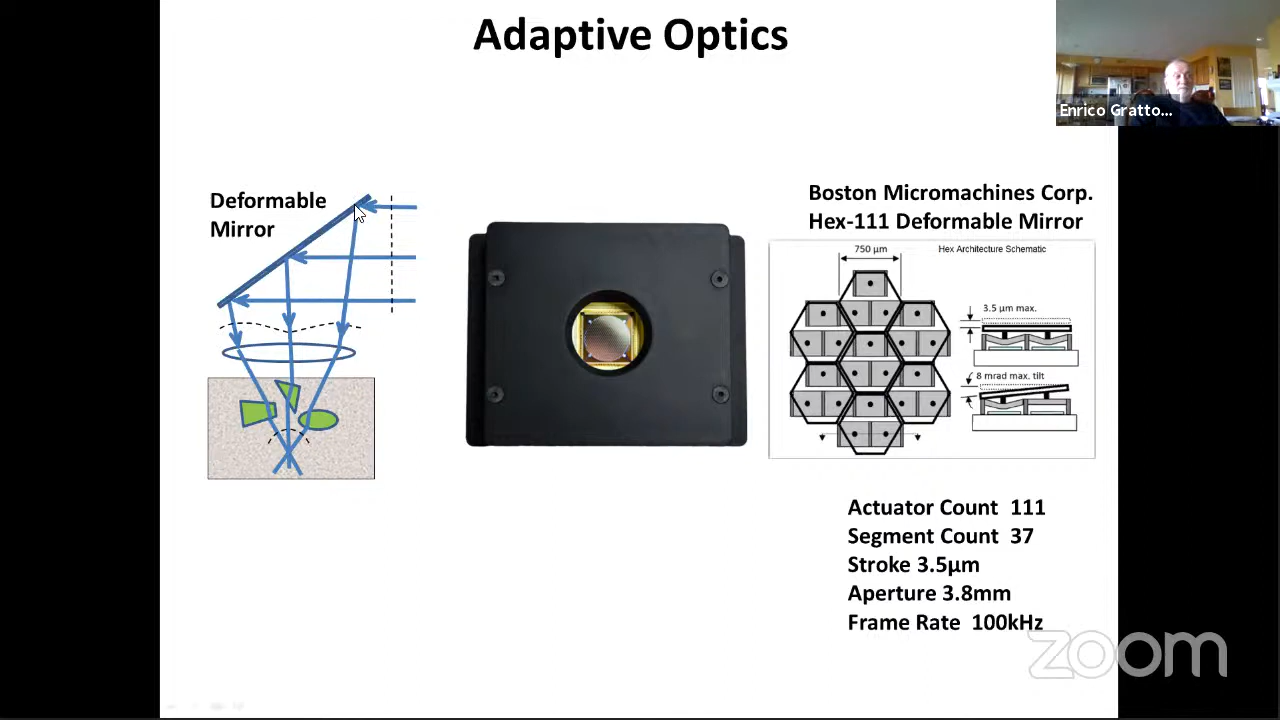 Adaptive Optics
Enrico Gratto...
Deformable
Mirror
Boston Micromachines Corp.
Hex-111 Deformable Mirror
750 µm
Hex Architecture Schematic
3.5 µm max.
8 mrad max. tilt
Actuator Count 111
Segment Count 37
Stroke 3.5µm
Aperture 3.8mm
Frame Rate 100kHz
zoom